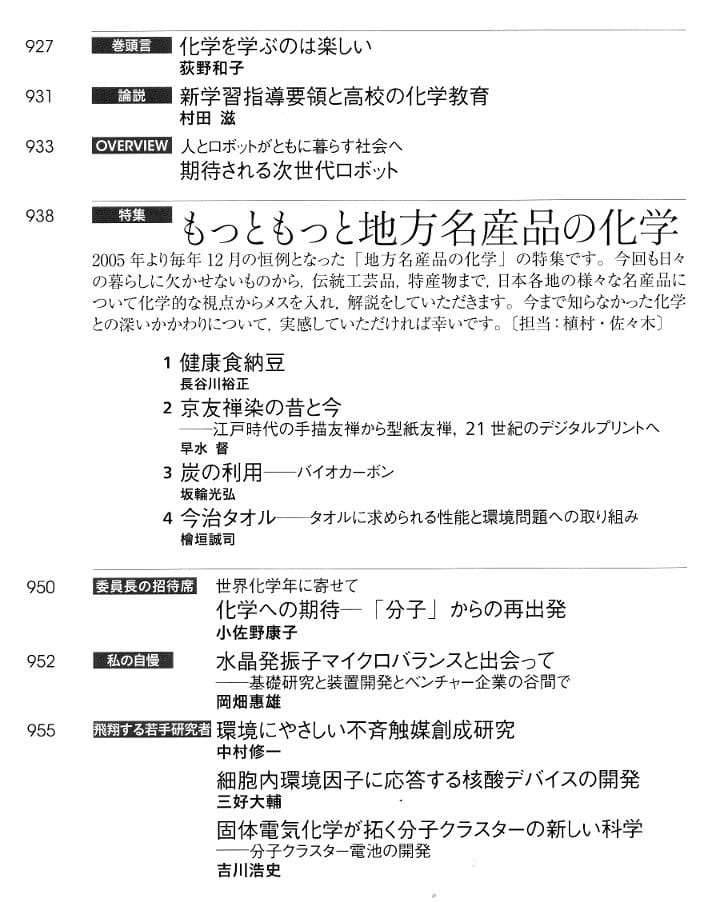 927 巻頭言 化学を学ぶのは楽しい
荻野和子
931 論説 新学習指導要領と高校の化学教育
村田 滋
933 OVERVIEW 人とロボットがともに暮らす社会へ
期待される次世代ロボット
938 特集 もっともっと地方名産品の化学
2005年より毎年12月の恒例となった「地方名産品の化学」の特集です。今回も日々
の暮らしに欠かせないものから，伝統工芸品，特産物まで，日本各地の様々な名産品に
ついて化学的な視点からメスを入れ，解説をしていただきます。今まで知らなかった化学
との深いかかわりについて，実感していただければ幸いです。〔担当：植村・佐々木〕
1 健康食納豆
長谷川裕正
2 京友禅染の昔と今
――江戸時代の手描友禅から型紙友禅，21世紀のデジタルプリントへ
早水 督
3 炭の利用――バイオカーボン
坂輪光弘
4 今治タオル――タオルに求められる性能と環境問題への取り組み
檜垣誠司
950 委員長の招待席 世界化学年に寄せて
化学への期待―「分子」からの再出発
小佐野康子
952 私の自慢 水晶発振子マイクロバランスと出会って
――基礎研究と装置開発とベンチャー企業の谷間で
岡畑惠雄
955 飛翔する若手研究者 環境にやさしい不斉触媒創成研究
中村修一
細胞内環境因子に応答する核酸デバイスの開発
三好大輔
固体電気化学が拓く分子クラスターの新しい科学
――分子クラスター電池の開発
吉川浩史